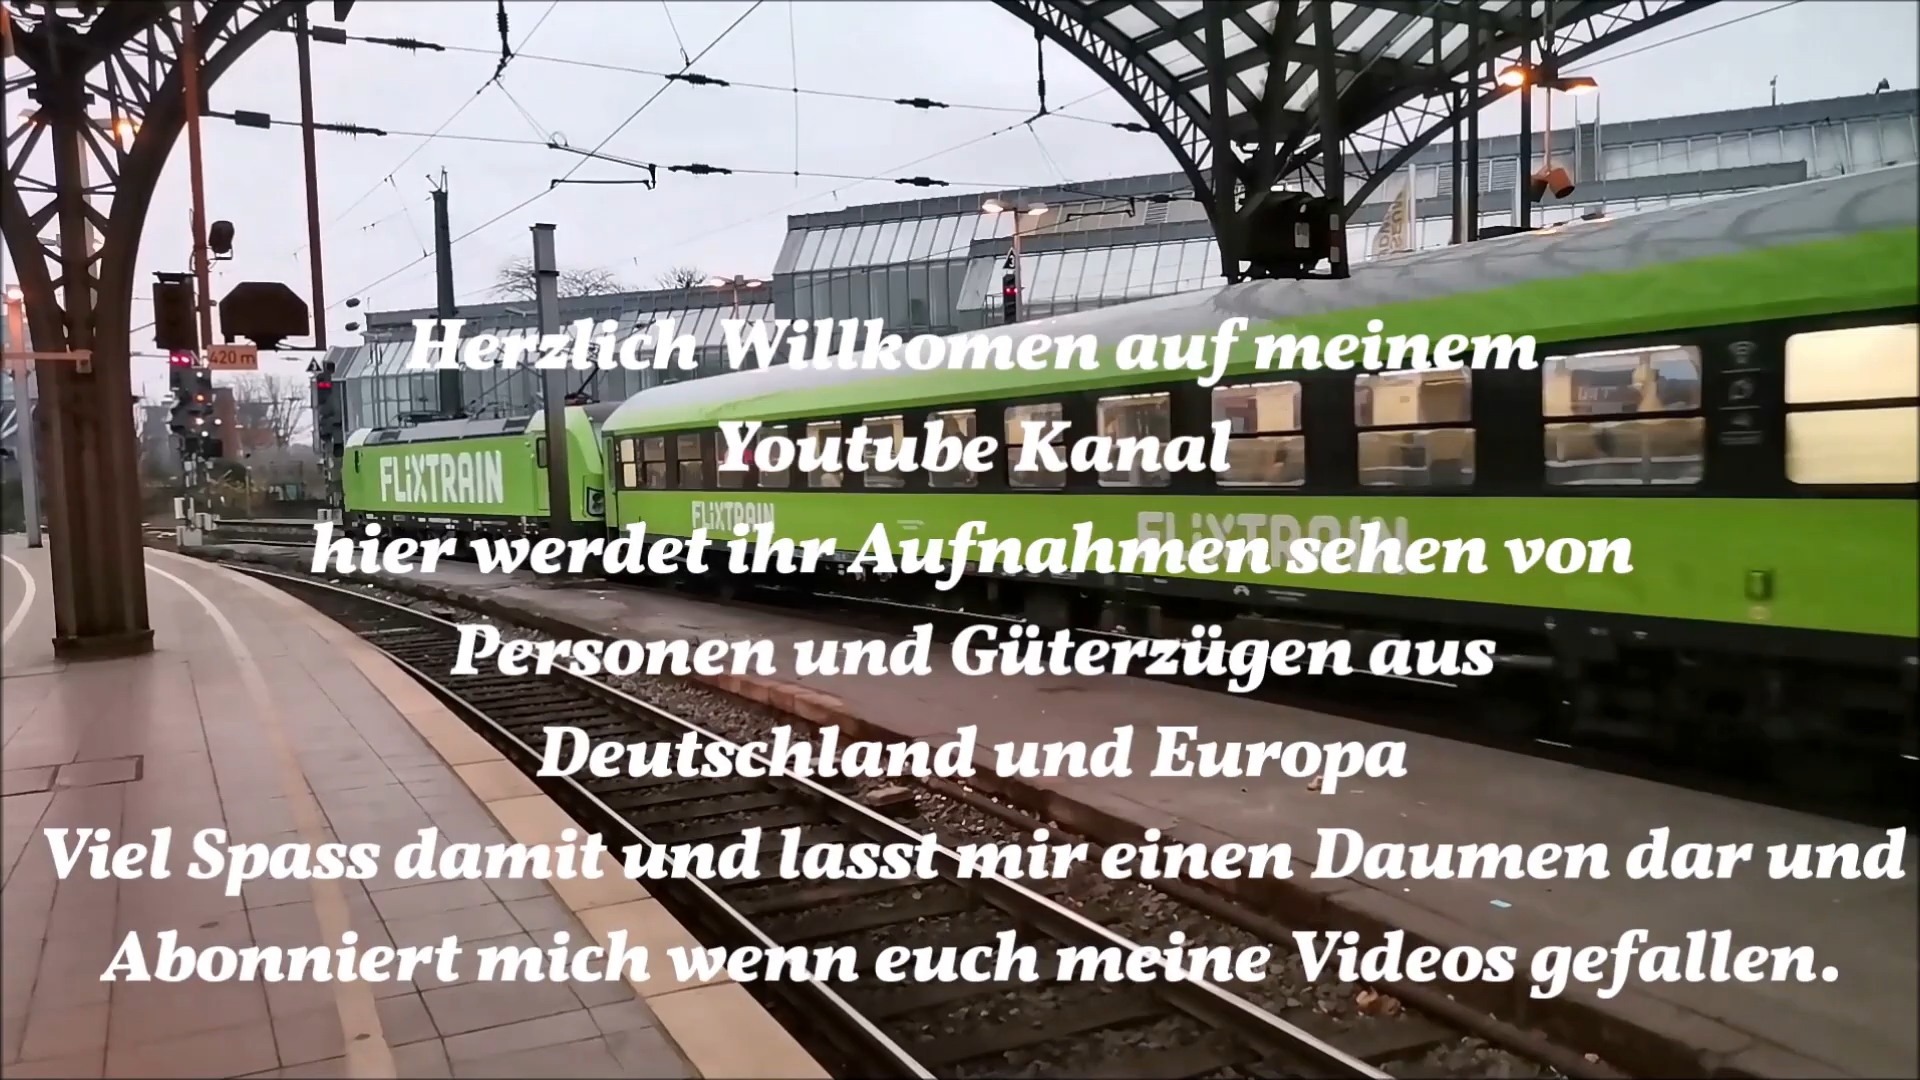 420 m
Herzlich Willkomen auf meinem
Youtube Kanal
FLiXTRAIN
FLiXTRAIN
FLiXTRAIN
hier werdet ihr Aufnahmen sehen von
Personen und Güterzügen aus
Deutschland und Europa
Viel Spass damit und lasst mir einen Daumen dar und
Abonniert mich wenn euch meine Videos gefallen.